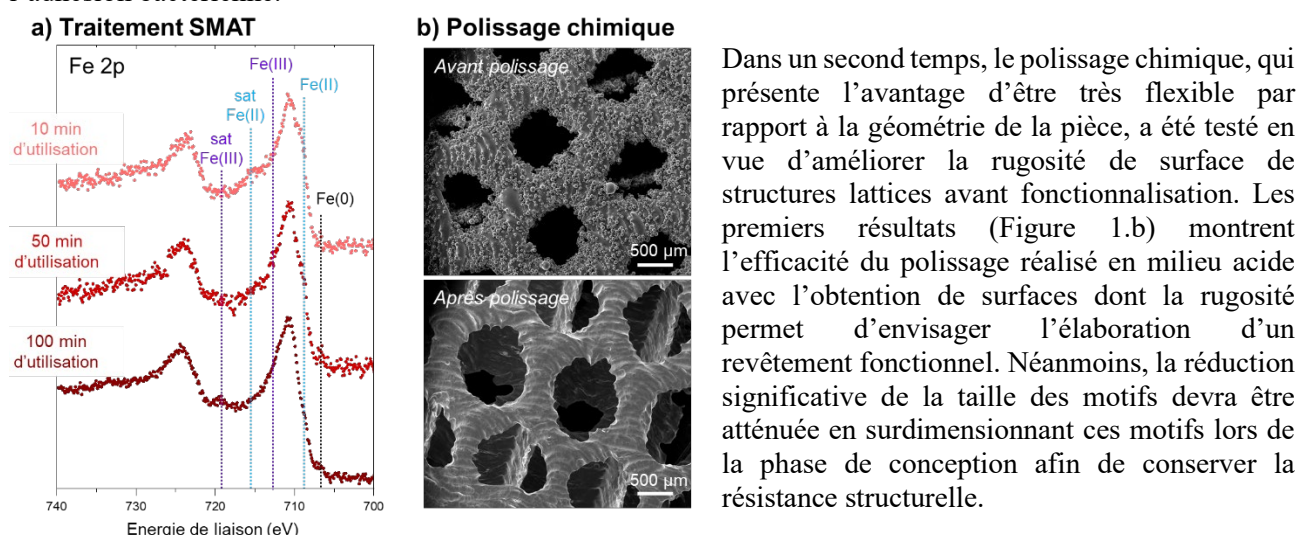 a) Traitement SMAT
Fe 2p
Fe(III)
Fe(II)
sat
Fe(II)
sat
Fe(III)
Fe(0)
10 min
d’utilisation
50 min
d’utilisation
100 min
d’utilisation
740
730
720
710
700
Energie de liaison (eV)
b) Polissage chimique
Avant polissage
500 µm
Après polissage
500 µm
Dans un second temps, le polissage chimique, qui
présente l’avantage d’être très flexible par
rapport à la géométrie de la pièce, a été testé en
vue d’améliorer la rugosité de surface de
structures lattices avant fonctionnalisation. Les
premiers résultats (Figure 1.b) montrent
l’efficacité du polissage réalisé en milieu acide
avec l’obtention de surfaces dont la rugosité
permet d’envisager l’élaboration d’un
revêtement fonctionnel. Néanmoins, la réduction
significative de la taille des motifs devra être
atténuée en surdimensionnant ces motifs lors de
la phase de conception afin de conserver la
résistance structurelle.